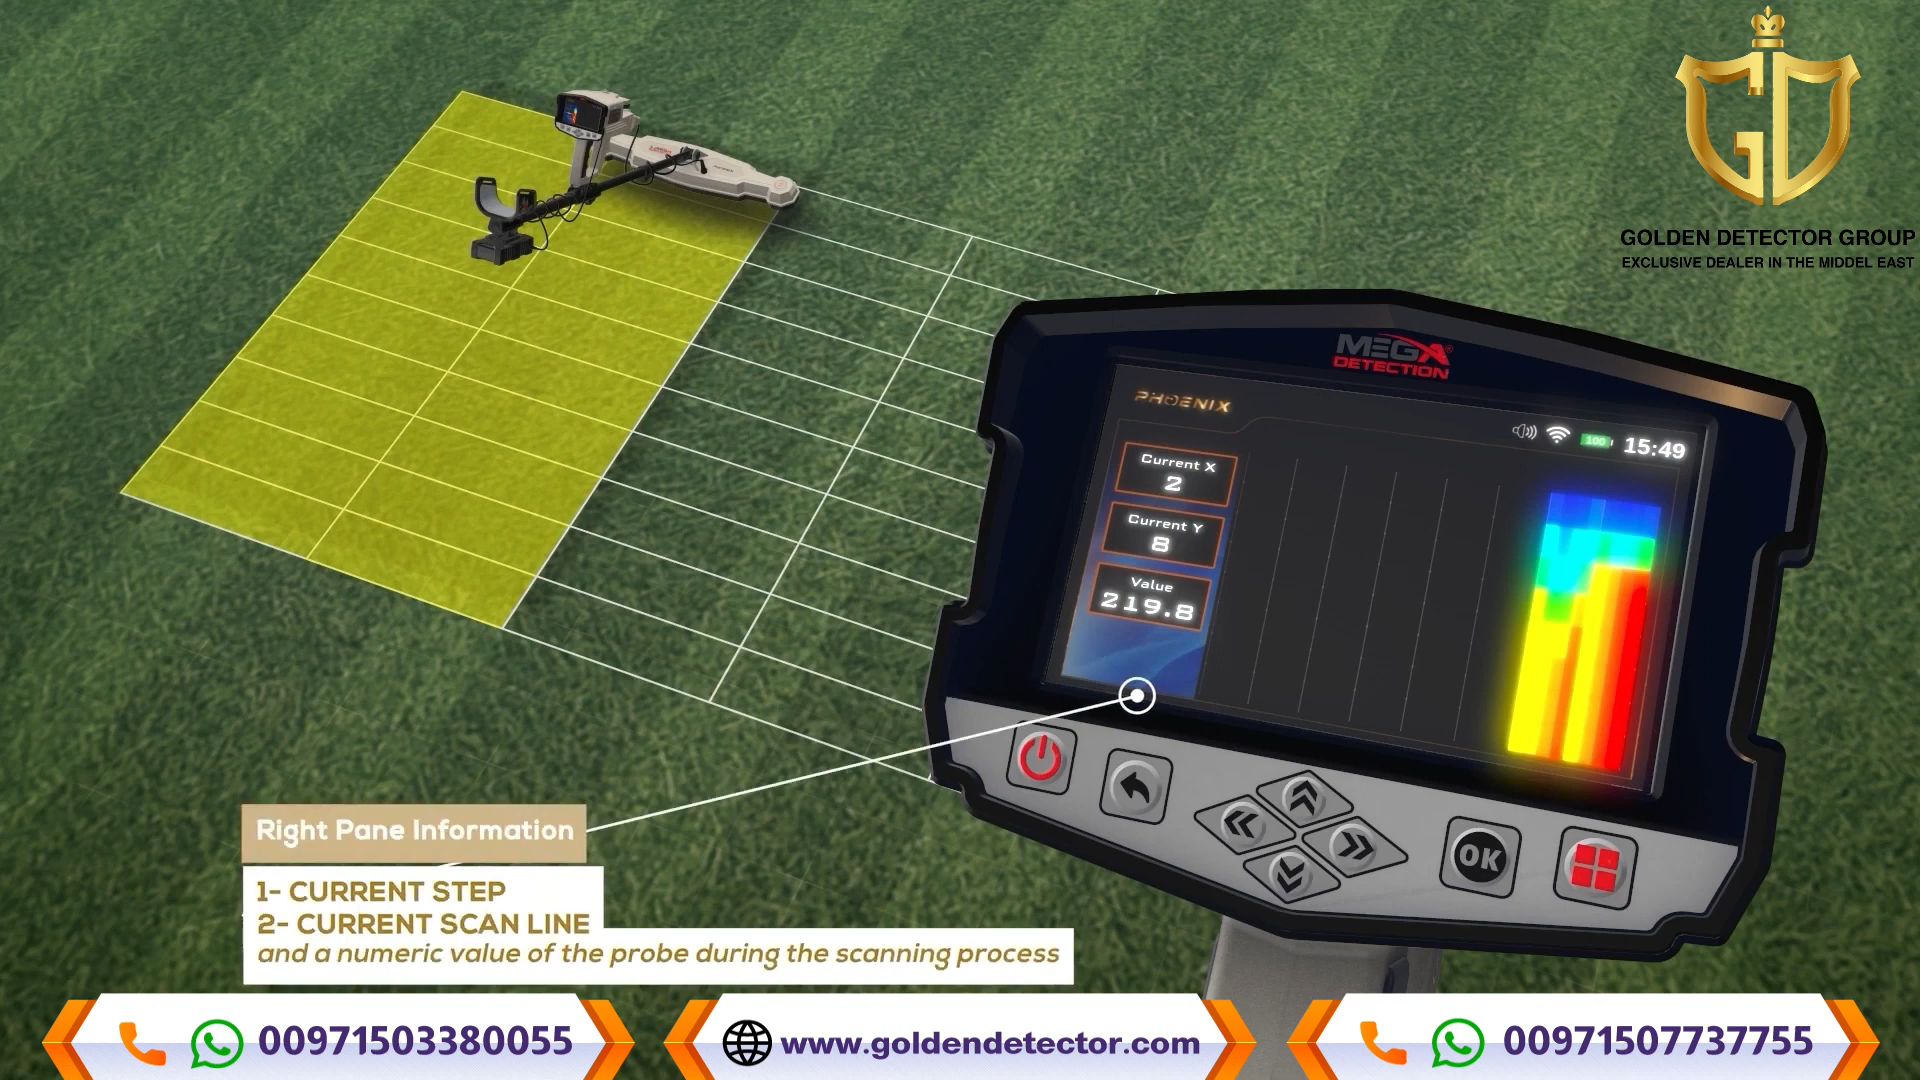 GOLDEN DETECTOR GROUP
EXCLUSIVE DEALER IN THE MIDDEL EAST
MEGA
DETECTION
PHOENIX
100
15:49
Current X
2
Current Y
8
Value
219.8
OK
Right Pane Information
1- CURRENT STEP
2- CURRENT SCAN LINE
and a numeric value of the probe during the scanning process
00971503380055
www.goldendetector.com
00971507737755